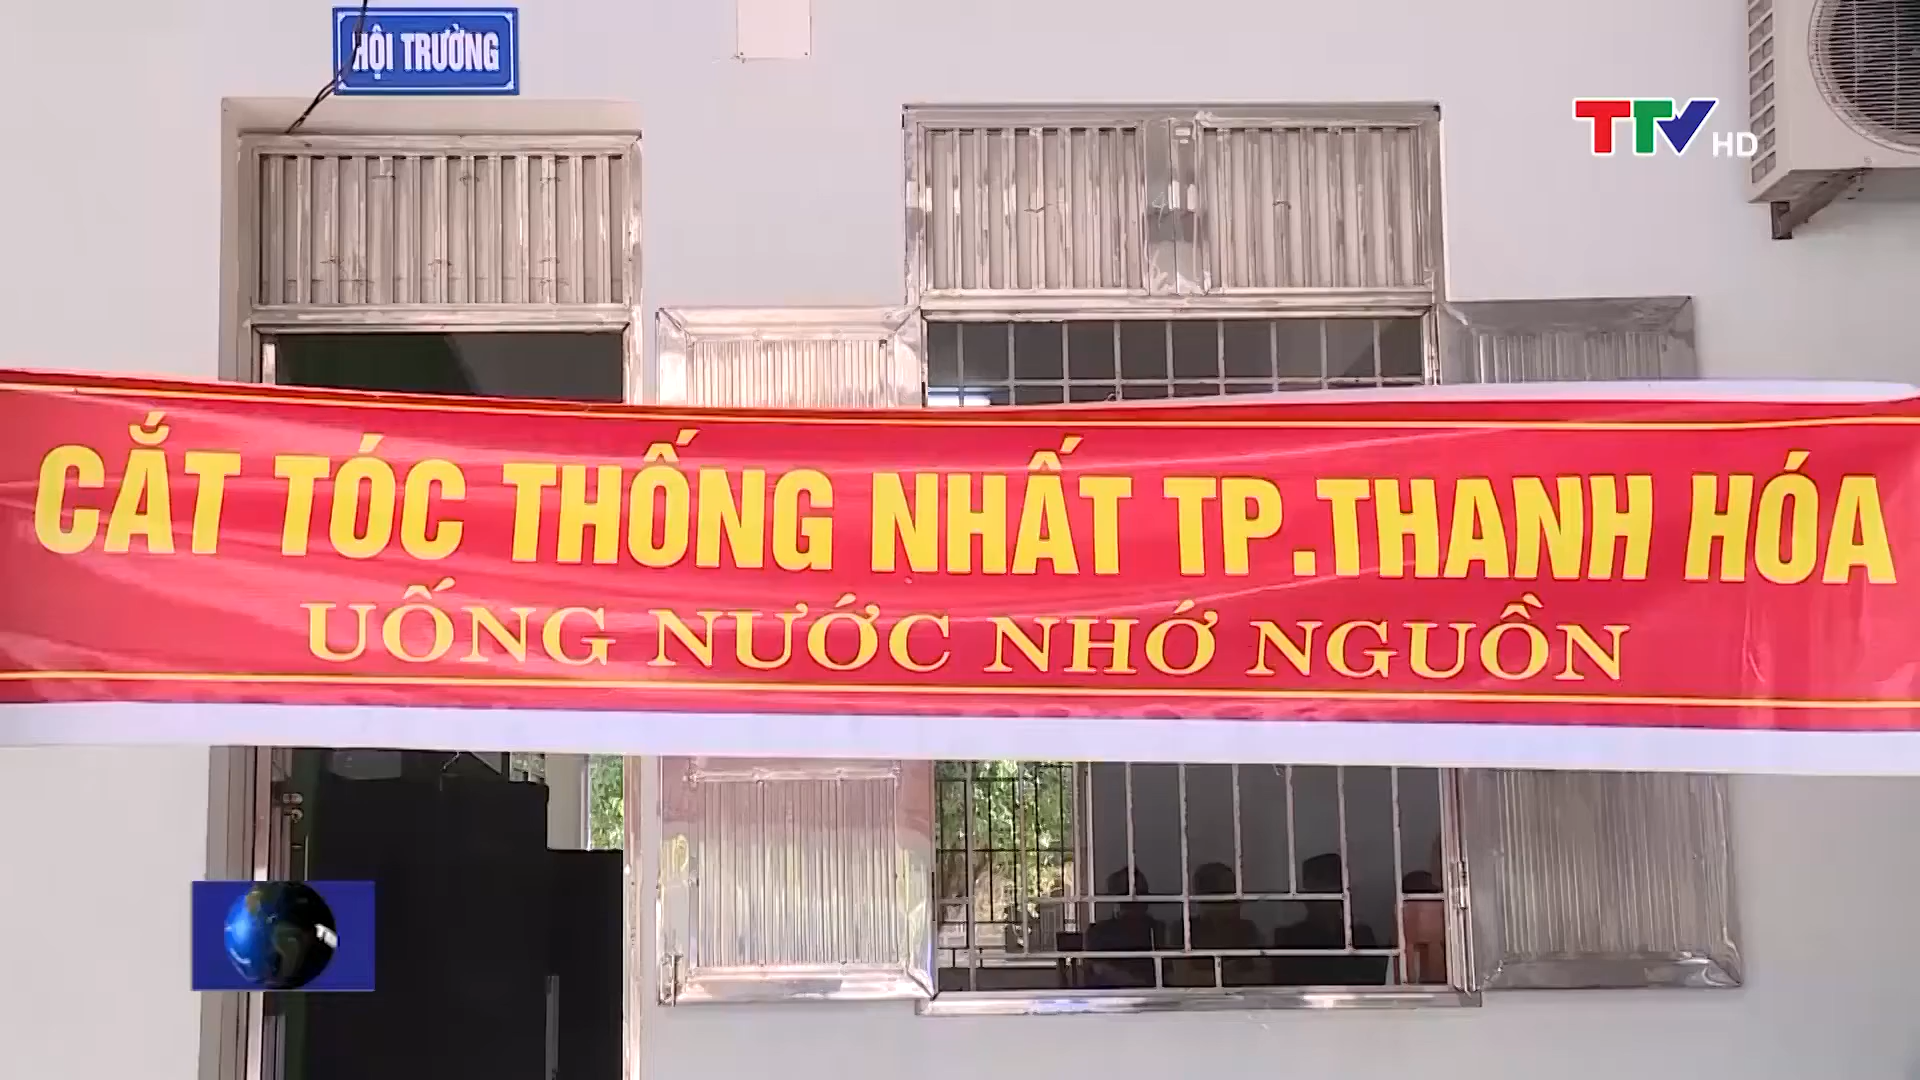 HỘI TRƯỜNG
TTV HD
CẮT TÓC THỐNG NHẤT TP.THANH HÓA
UỐNG NƯỚC NHỚ NGUỒN